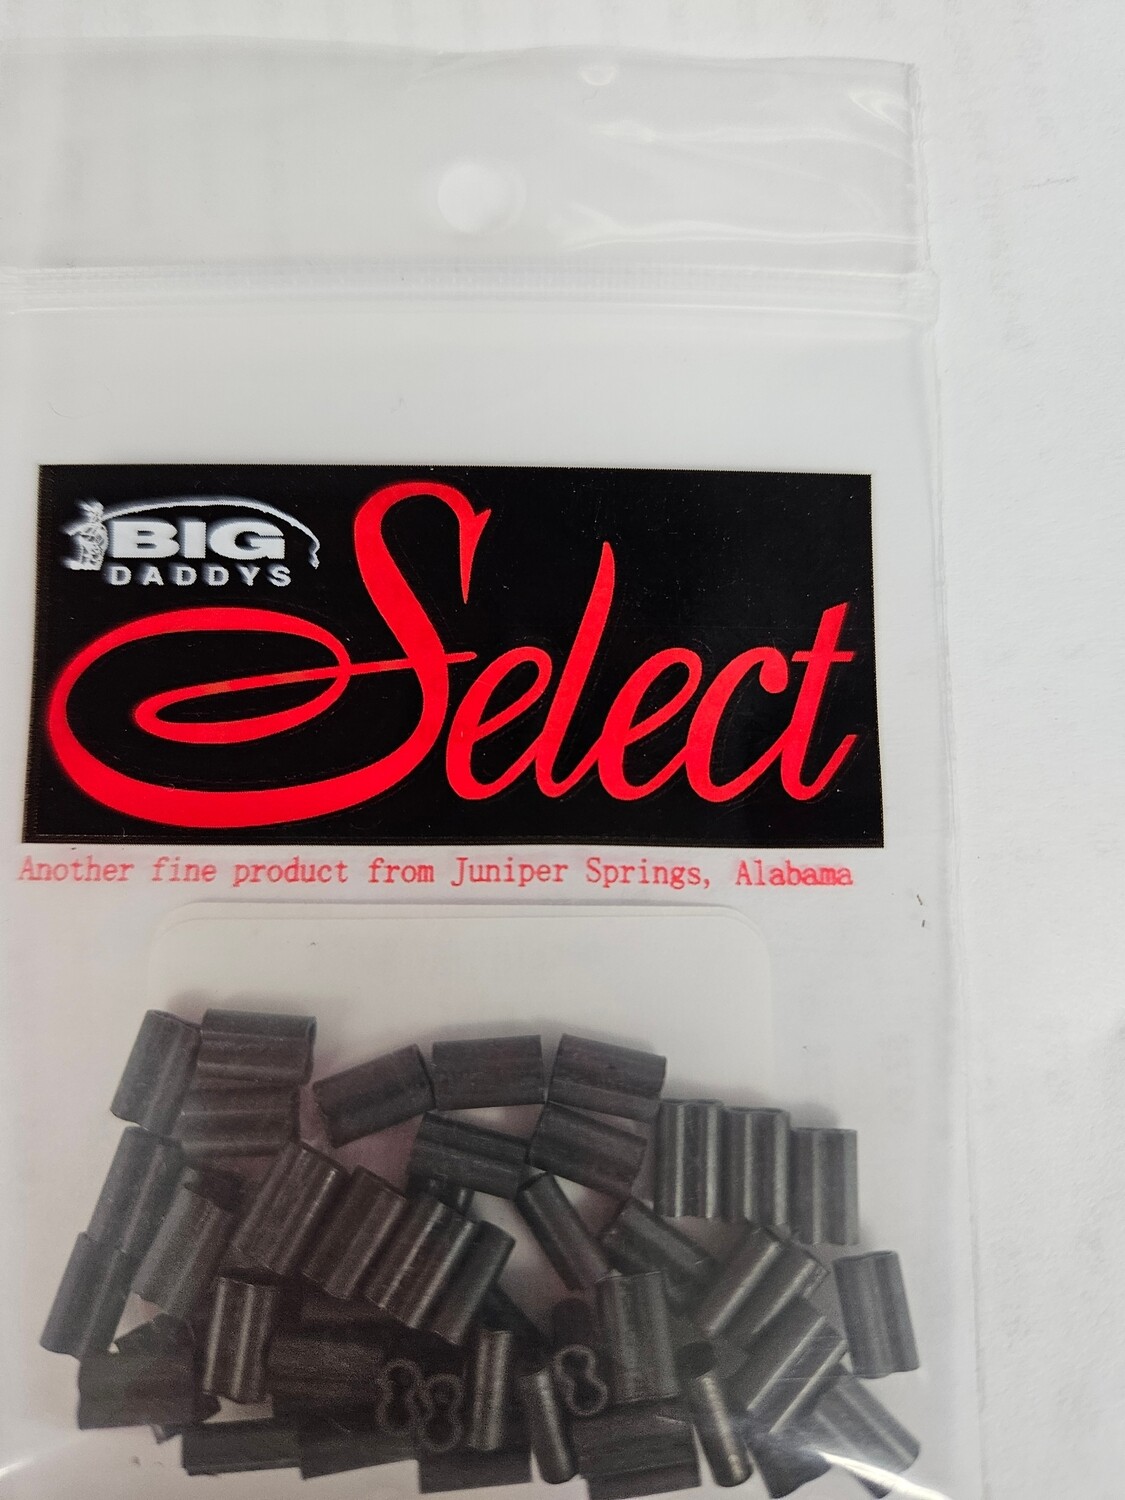 BIG
DADDYS
Select
Another fine product from Juniper Springs, Alabama